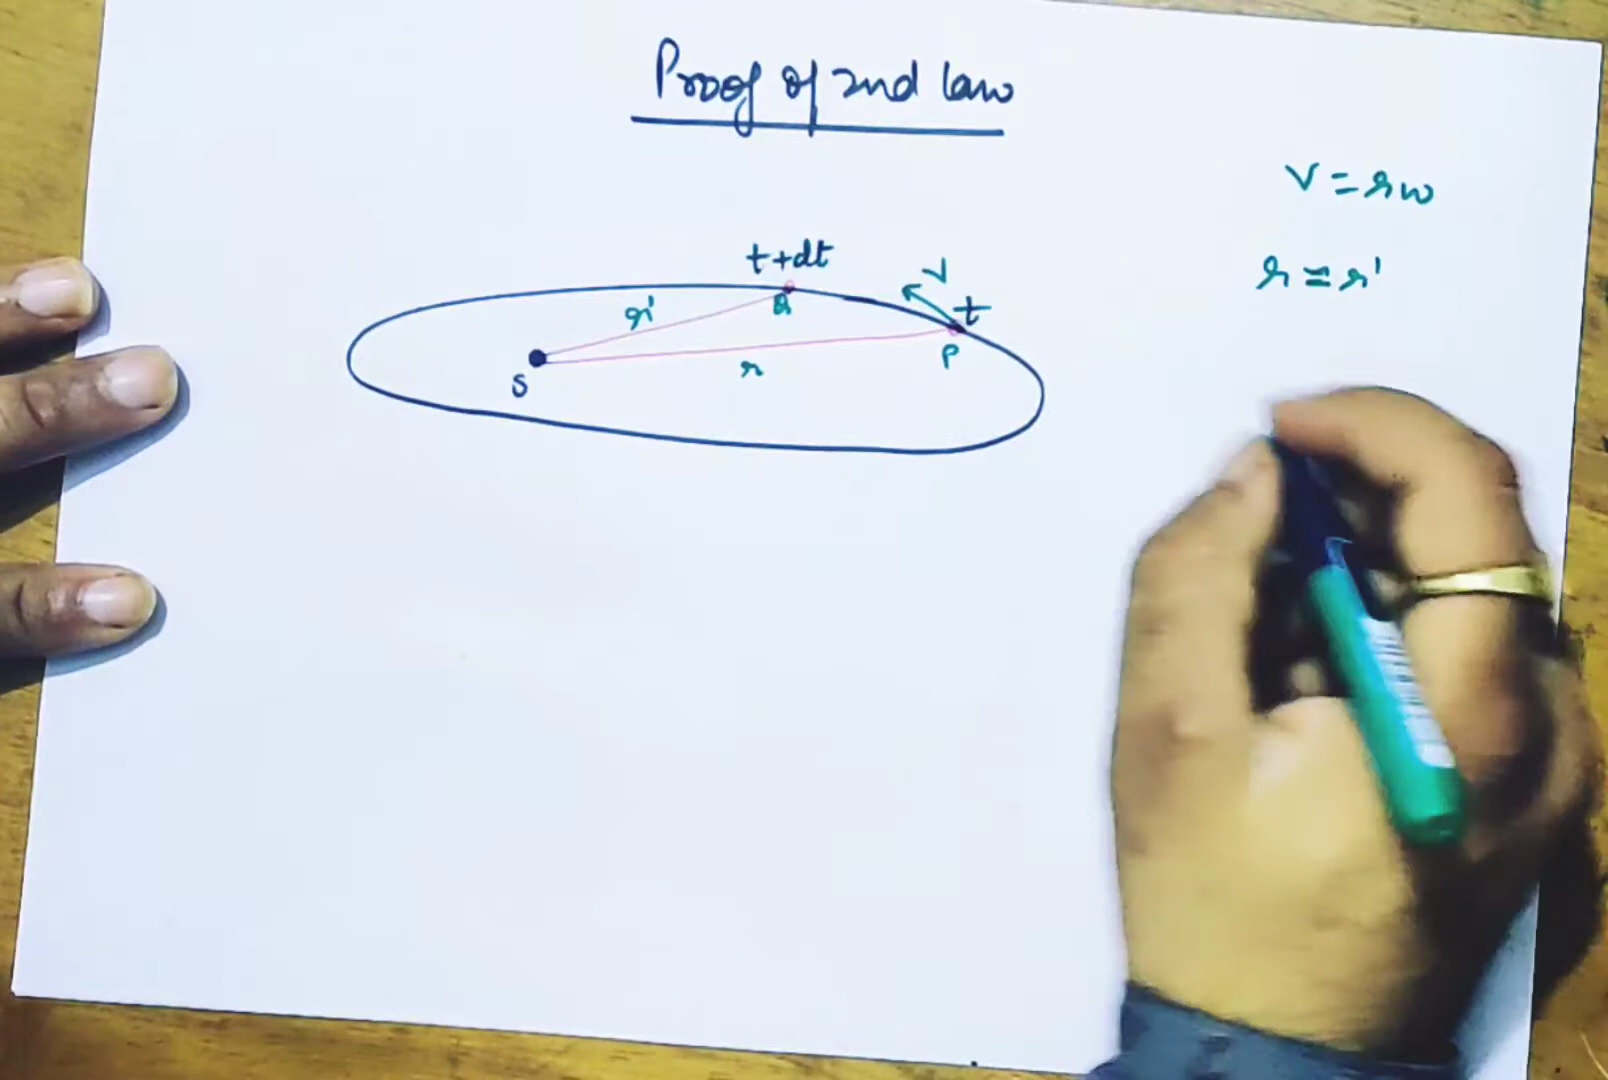 Proof of 2nd law
V = rω
t+dt
V
r ≈ r'
r'
Q
t
P
r
S